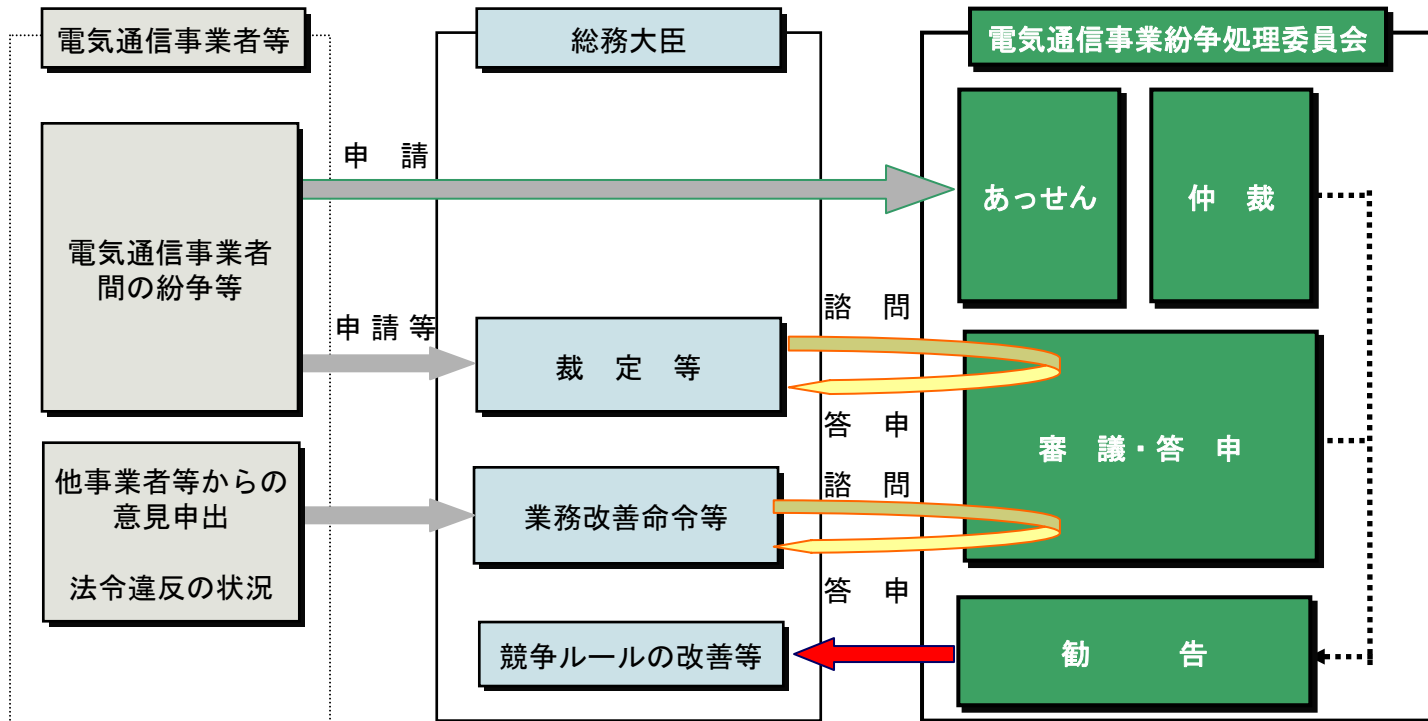 電気通信事業者等
総務大臣
電気通信事業紛争処理委員会
電気通信事業者
間の紛争等
申 請
あっせん
仲 裁
申請等
裁 定 等
諮 問
答 申
審 議・答 申
他事業者等からの
意見申出
法令違反の状況
業務改善命令等
諮 問
答 申
競争ルールの改善等
勧 告